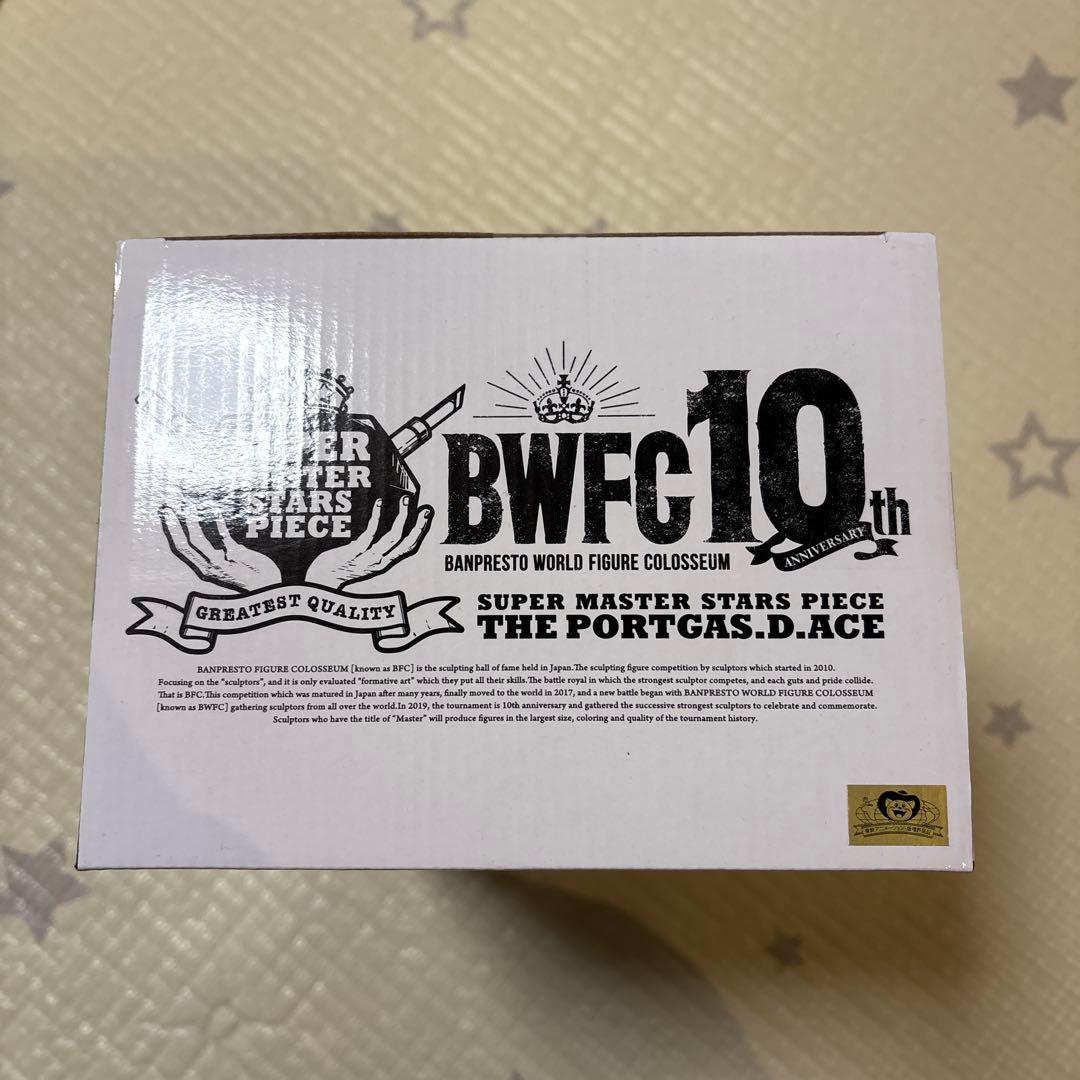 MASTER
STARS
PIECE
GREATEST QUALITY
BWFC10th
ANNIVERSARY
BANPRESTO WORLD FIGURE COLOSSEUM
SUPER MASTER STARS PIECE
THE PORTGAS.D.ACE
BANPRESTO FIGURE COLOSSEUM [known as BFC] is the sculpting hall of fame held in Japan.The sculpting figure competition by sculptors which started in 2010.
Focusing on the "sculptors", and it is only evaluated "formative art" which they put all their skills.The battle royal in which the strongest sculptor competes, and each guts and pride collide.
That is BFC.This competition which was matured in Japan after many years, finally moved to the world in 2017, and a new battle began with BANPRESTO WORLD FIGURE COLOSSEUM
[known as BWFC] gathering sculptors from all over the world.In 2019, the tournament is 10th anniversary and gathered the successive strongest sculptors to celebrate and commemorate.
Sculptors who have the title of "Master" will produce figures in the largest size, coloring and quality of the tournament history.